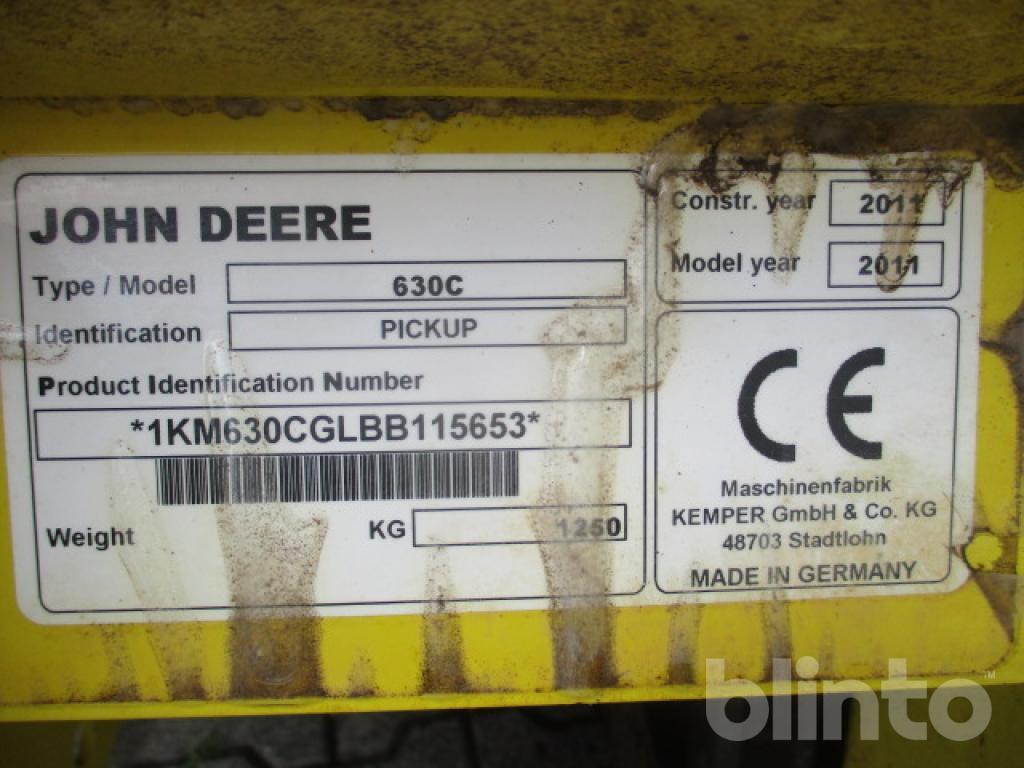 JOHN DEERE
Type / Model 630C
Identification PICKUP
Product Identification Number
*1KM630CGLBB115653*
Weight KG 1250
Constr. year 2011
Model year 2011
CE
Maschinenfabrik
KEMPER GmbH & Co. KG
48703 Stadtlohn
MADE IN GERMANY
blinto™